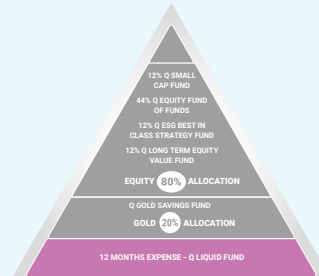 12% Q SMALL
CAP FUND
44% Q EQUITY FUND
OF FUNDS
12% Q ESG BEST IN
CLASS STRATEGY FUND
12% Q LONG TERM EQUITY
VALUE FUND
EQUITY 80% ALLOCATION
Q GOLD SAVINGS FUND
GOLD 20% ALLOCATION
12 MONTHS EXPENSE - Q LIQUID FUND